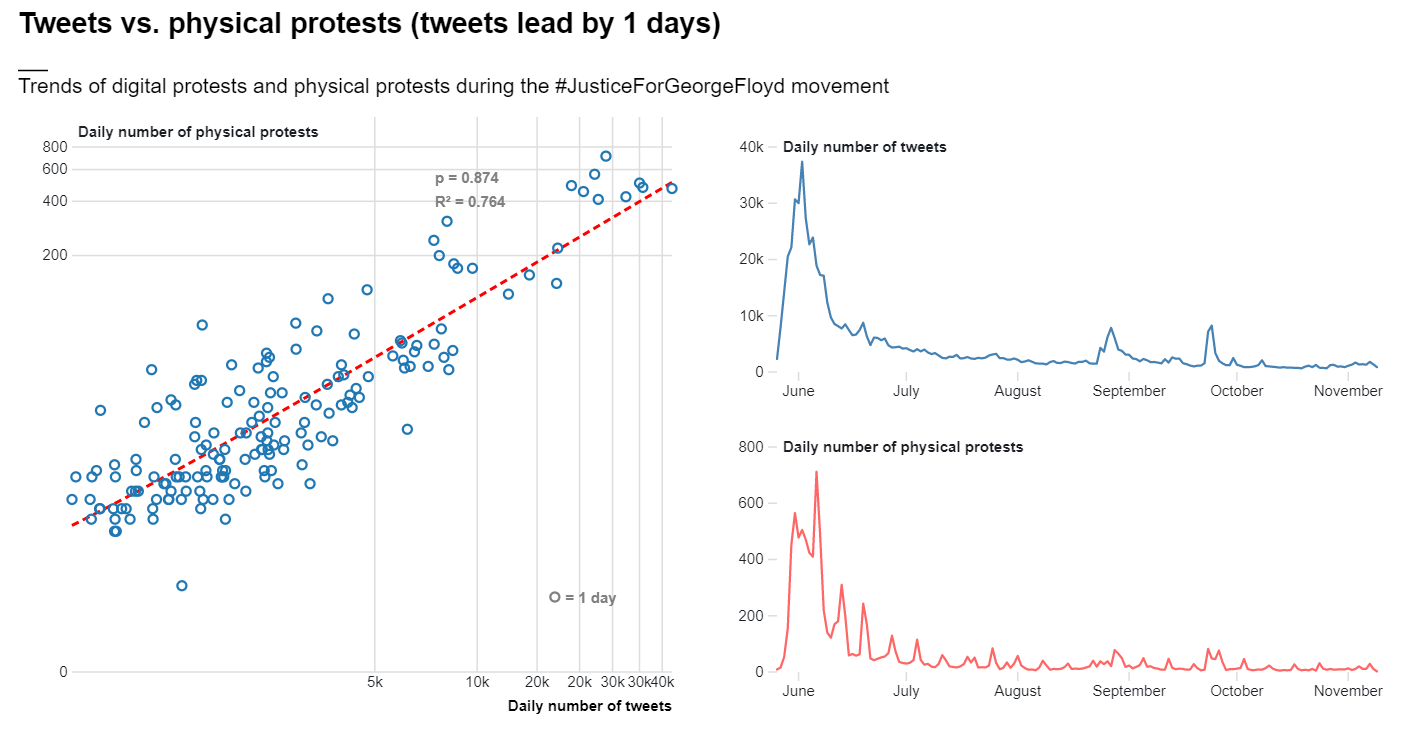 Tweets vs. physical protests (tweets lead by 1 days)
Trends of digital protests and physical protests during the #JusticeForGeorgeFloyd movement
Daily number of physical protests
800
600
400
200
0
p = 0.874
R² = 0.764
O = 1 day
5k 10k 20k 20k 30k 30k 40k
Daily number of tweets
Daily number of tweets
40k
30k
20k
10k
0
June July August September October November
Daily number of physical protests
800
600
400
200
0
June July August September October November